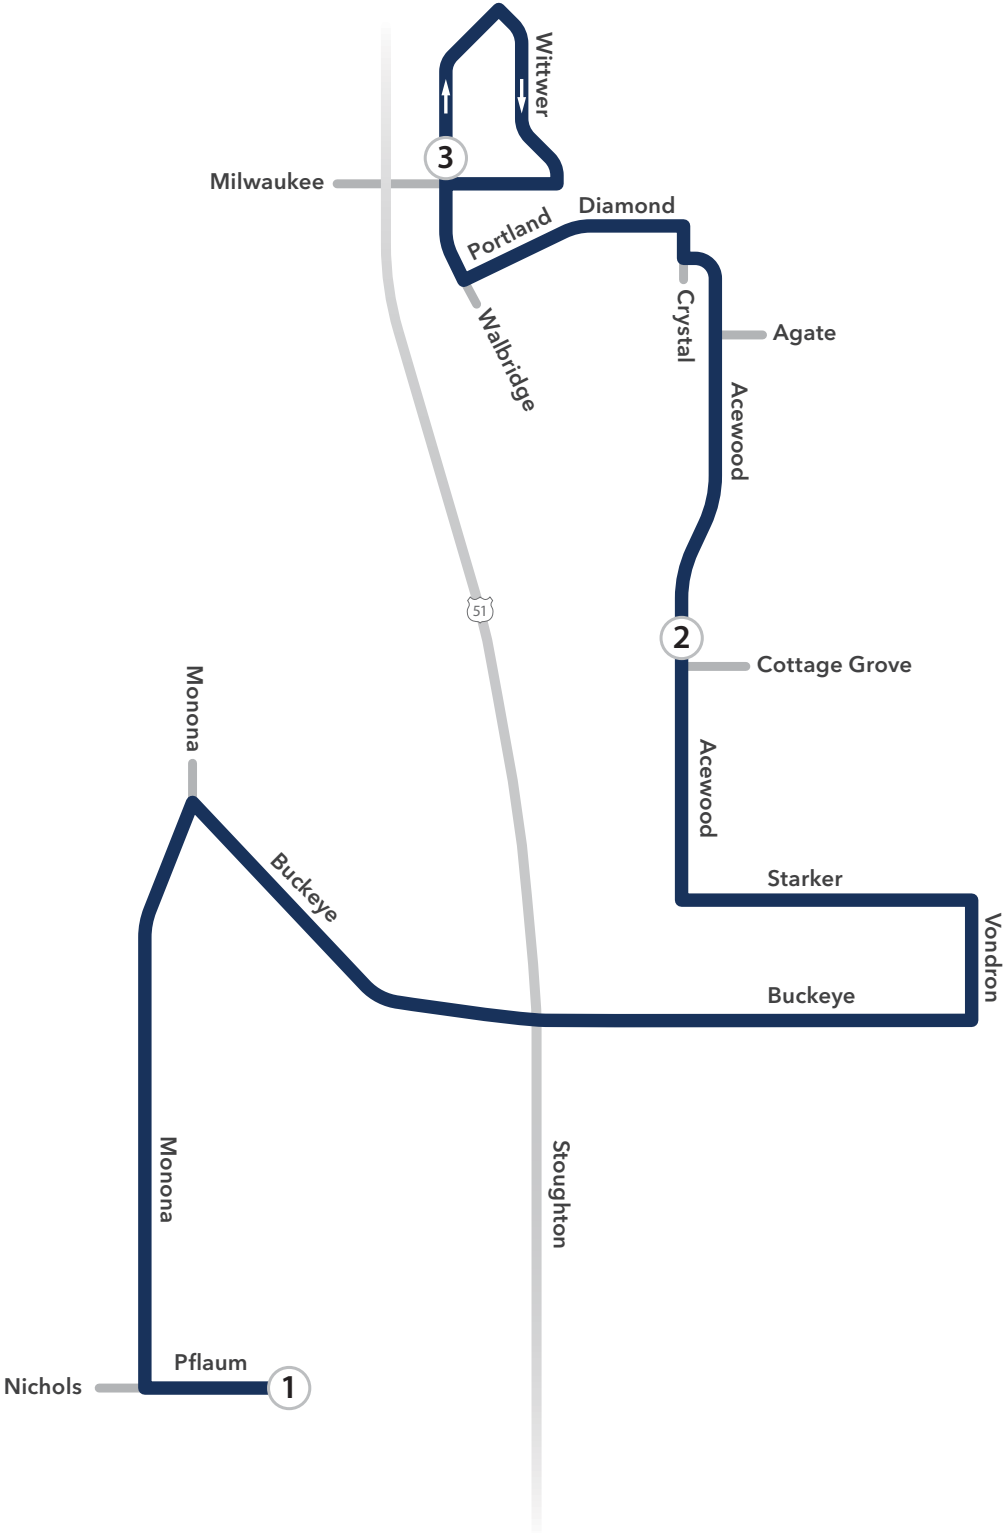 Wittwer
3
Milwaukee
Diamond
Portland
Crystal
Walbridge
Agate
Acewood
51
2
Cottage Grove
Monona
Acewood
Buckeye
Starker
Vondron
Buckeye
Monona
Stoughton
Pflaum
Nichols
1